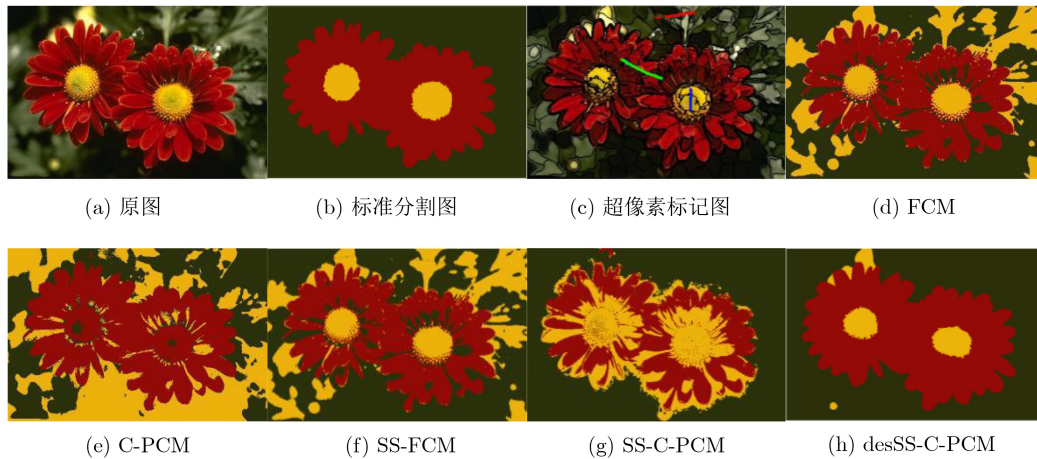 (a) 原图
(b) 标准分割图
(c) 超像素标记图
(d) FCM
(e) C-PCM
(f) SS-FCM
(g) SS-C-PCM
(h) desSS-C-PCM